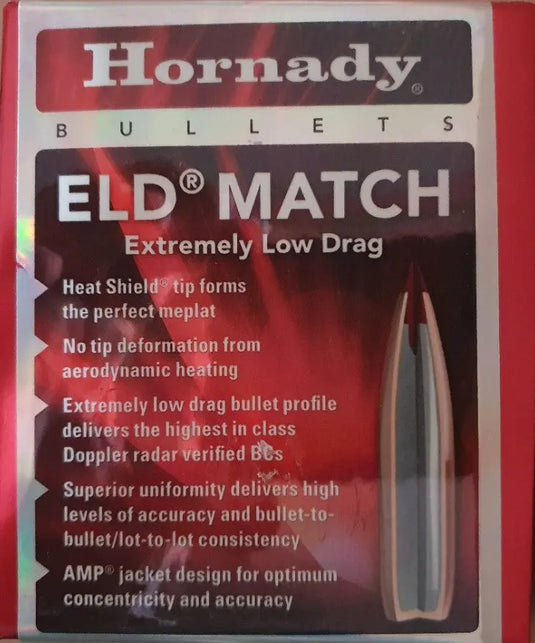 Hornady®
BULLETS
ELD® MATCH
Extremely Low Drag
Heat Shield® tip forms
the perfect meplat
No tip deformation from
aerodynamic heating
Extremely low drag bullet profile
delivers the highest in class
Doppler radar verified BCs
Superior uniformity delivers high
levels of accuracy and bullet-to-
bullet/lot-to-lot consistency
AMP® jacket design for optimum
concentricity and accuracy